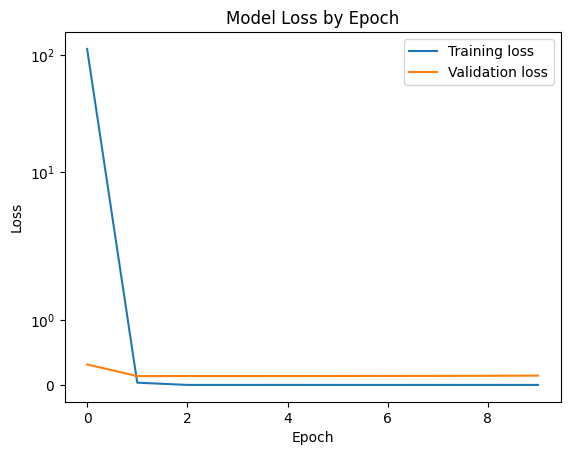 Model Loss by Epoch
Training loss
Validation loss
10²
10¹
10⁰
0
Loss
0 2 4 6 8
Epoch